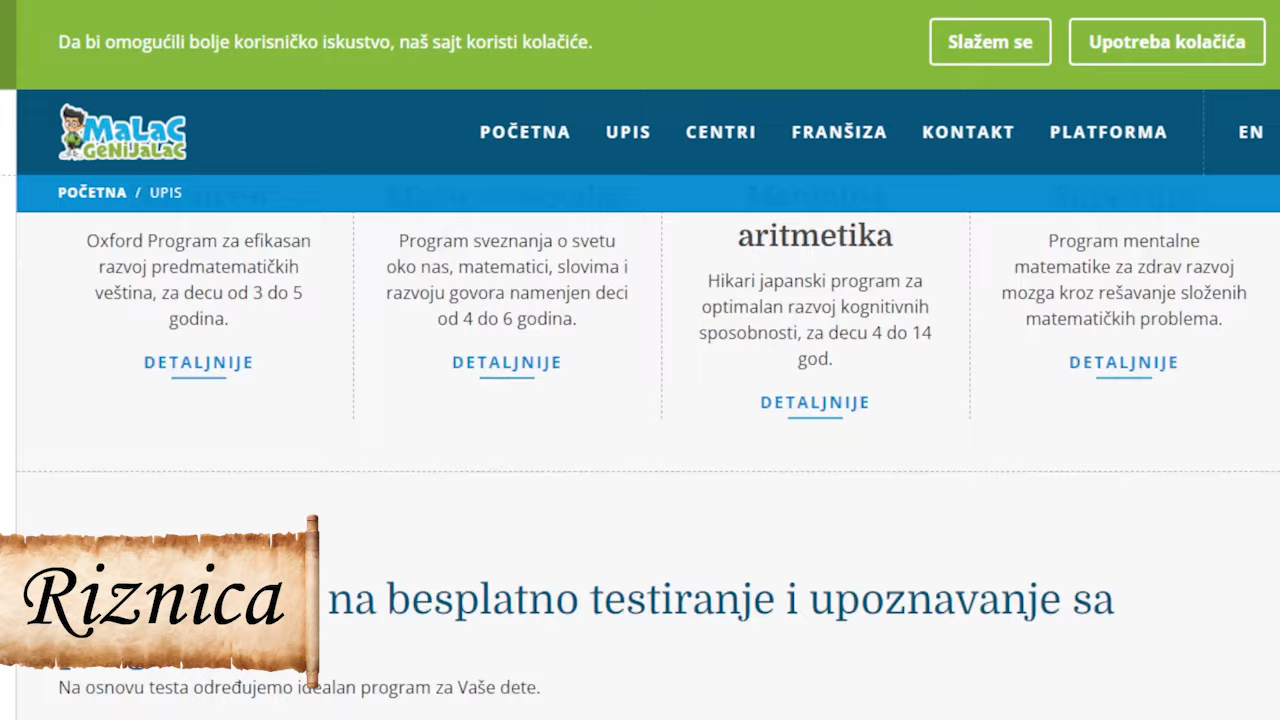 Da bi omogućili bolje korisničko iskustvo, naš sajt koristi kolačiće.
Slažem se
Upotreba kolačića
MaLaC
GeNiJaLaC
POČETNA UPIS CENTRI FRANŠIZA KONTAKT PLATFORMA EN
POČETNA / UPIS
Oxford Program za efikasan
razvoj predmatematičkih
veština, za decu od 3 do 5
godina.
DETALJNIJE
Program sveznanja o svetu
oko nas, matematici, slovima i
razvoju govora namenjen deci
od 4 do 6 godina.
DETALJNIJE
aritmetika
Hikari japanski program za
optimalan razvoj kognitivnih
sposobnosti, za decu 4 do 14
god.
DETALJNIJE
Program mentalne
matematike za zdrav razvoj
mozga kroz rešavanje složenih
matematičkih problema.
DETALJNIJE
Riznica
na besplatno testiranje i upoznavanje sa
Na osnovu testa određujemo idealan program za Vaše dete.